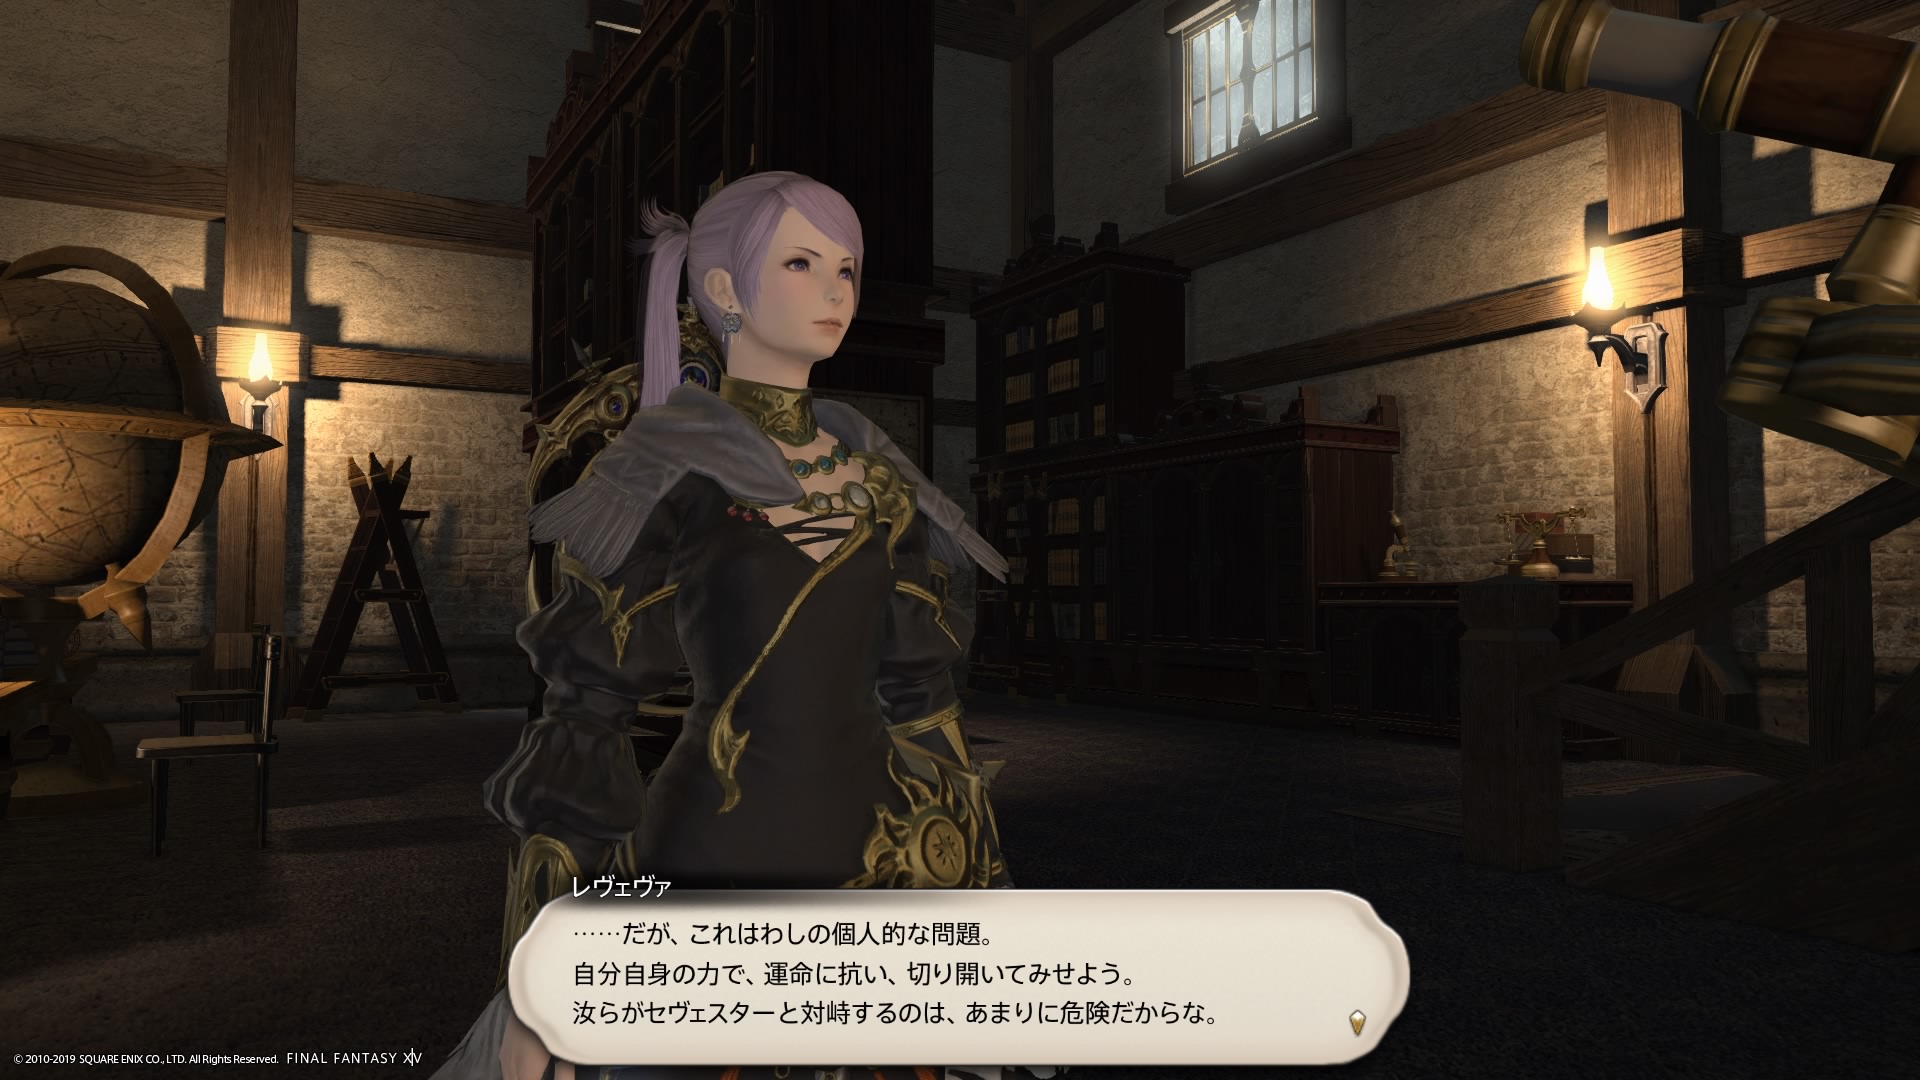 レヴェヴァ
……だが、これはわしの個人的な問題。
自分自身の力で、運命に抗い、切り開いてみせよう。
汝らがセヴェスターと対峙するのは、あまりに危険だからな。
© 2010-2019 SQUARE ENIX CO., LTD. All Rights Reserved. FINAL FANTASY XIV